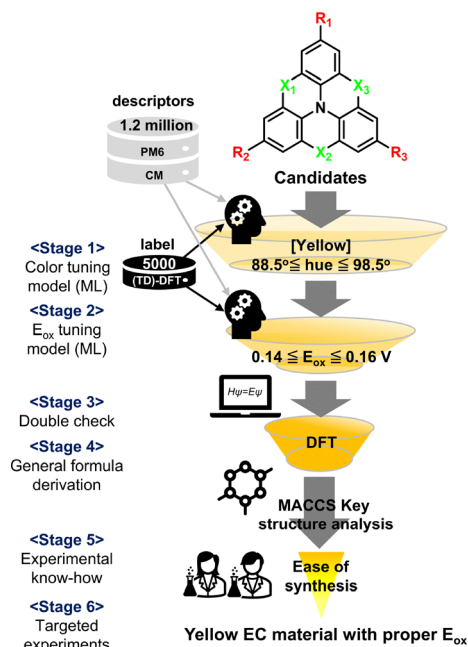 R₁
X₁
X₃
N
R₂
X₂
R₃
descriptors
1.2 million
PM6
CM
Candidates
<Stage 1>
Color tuning
model (ML)
label
5000
(TD)-DFT
[Yellow]
88.5º≦ hue ≦ 98.5º
<Stage 2>
Eox tuning
model (ML)
0.14 ≦ Eox ≦ 0.16 V
<Stage 3>
Double check
Hψ=Eψ
DFT
<Stage 4>
General formula
derivation
MACCS Key
structure analysis
<Stage 5>
Experimental
know-how
Ease of
synthesis
<Stage 6>
Targeted
experiments
Yellow EC material with proper Eox